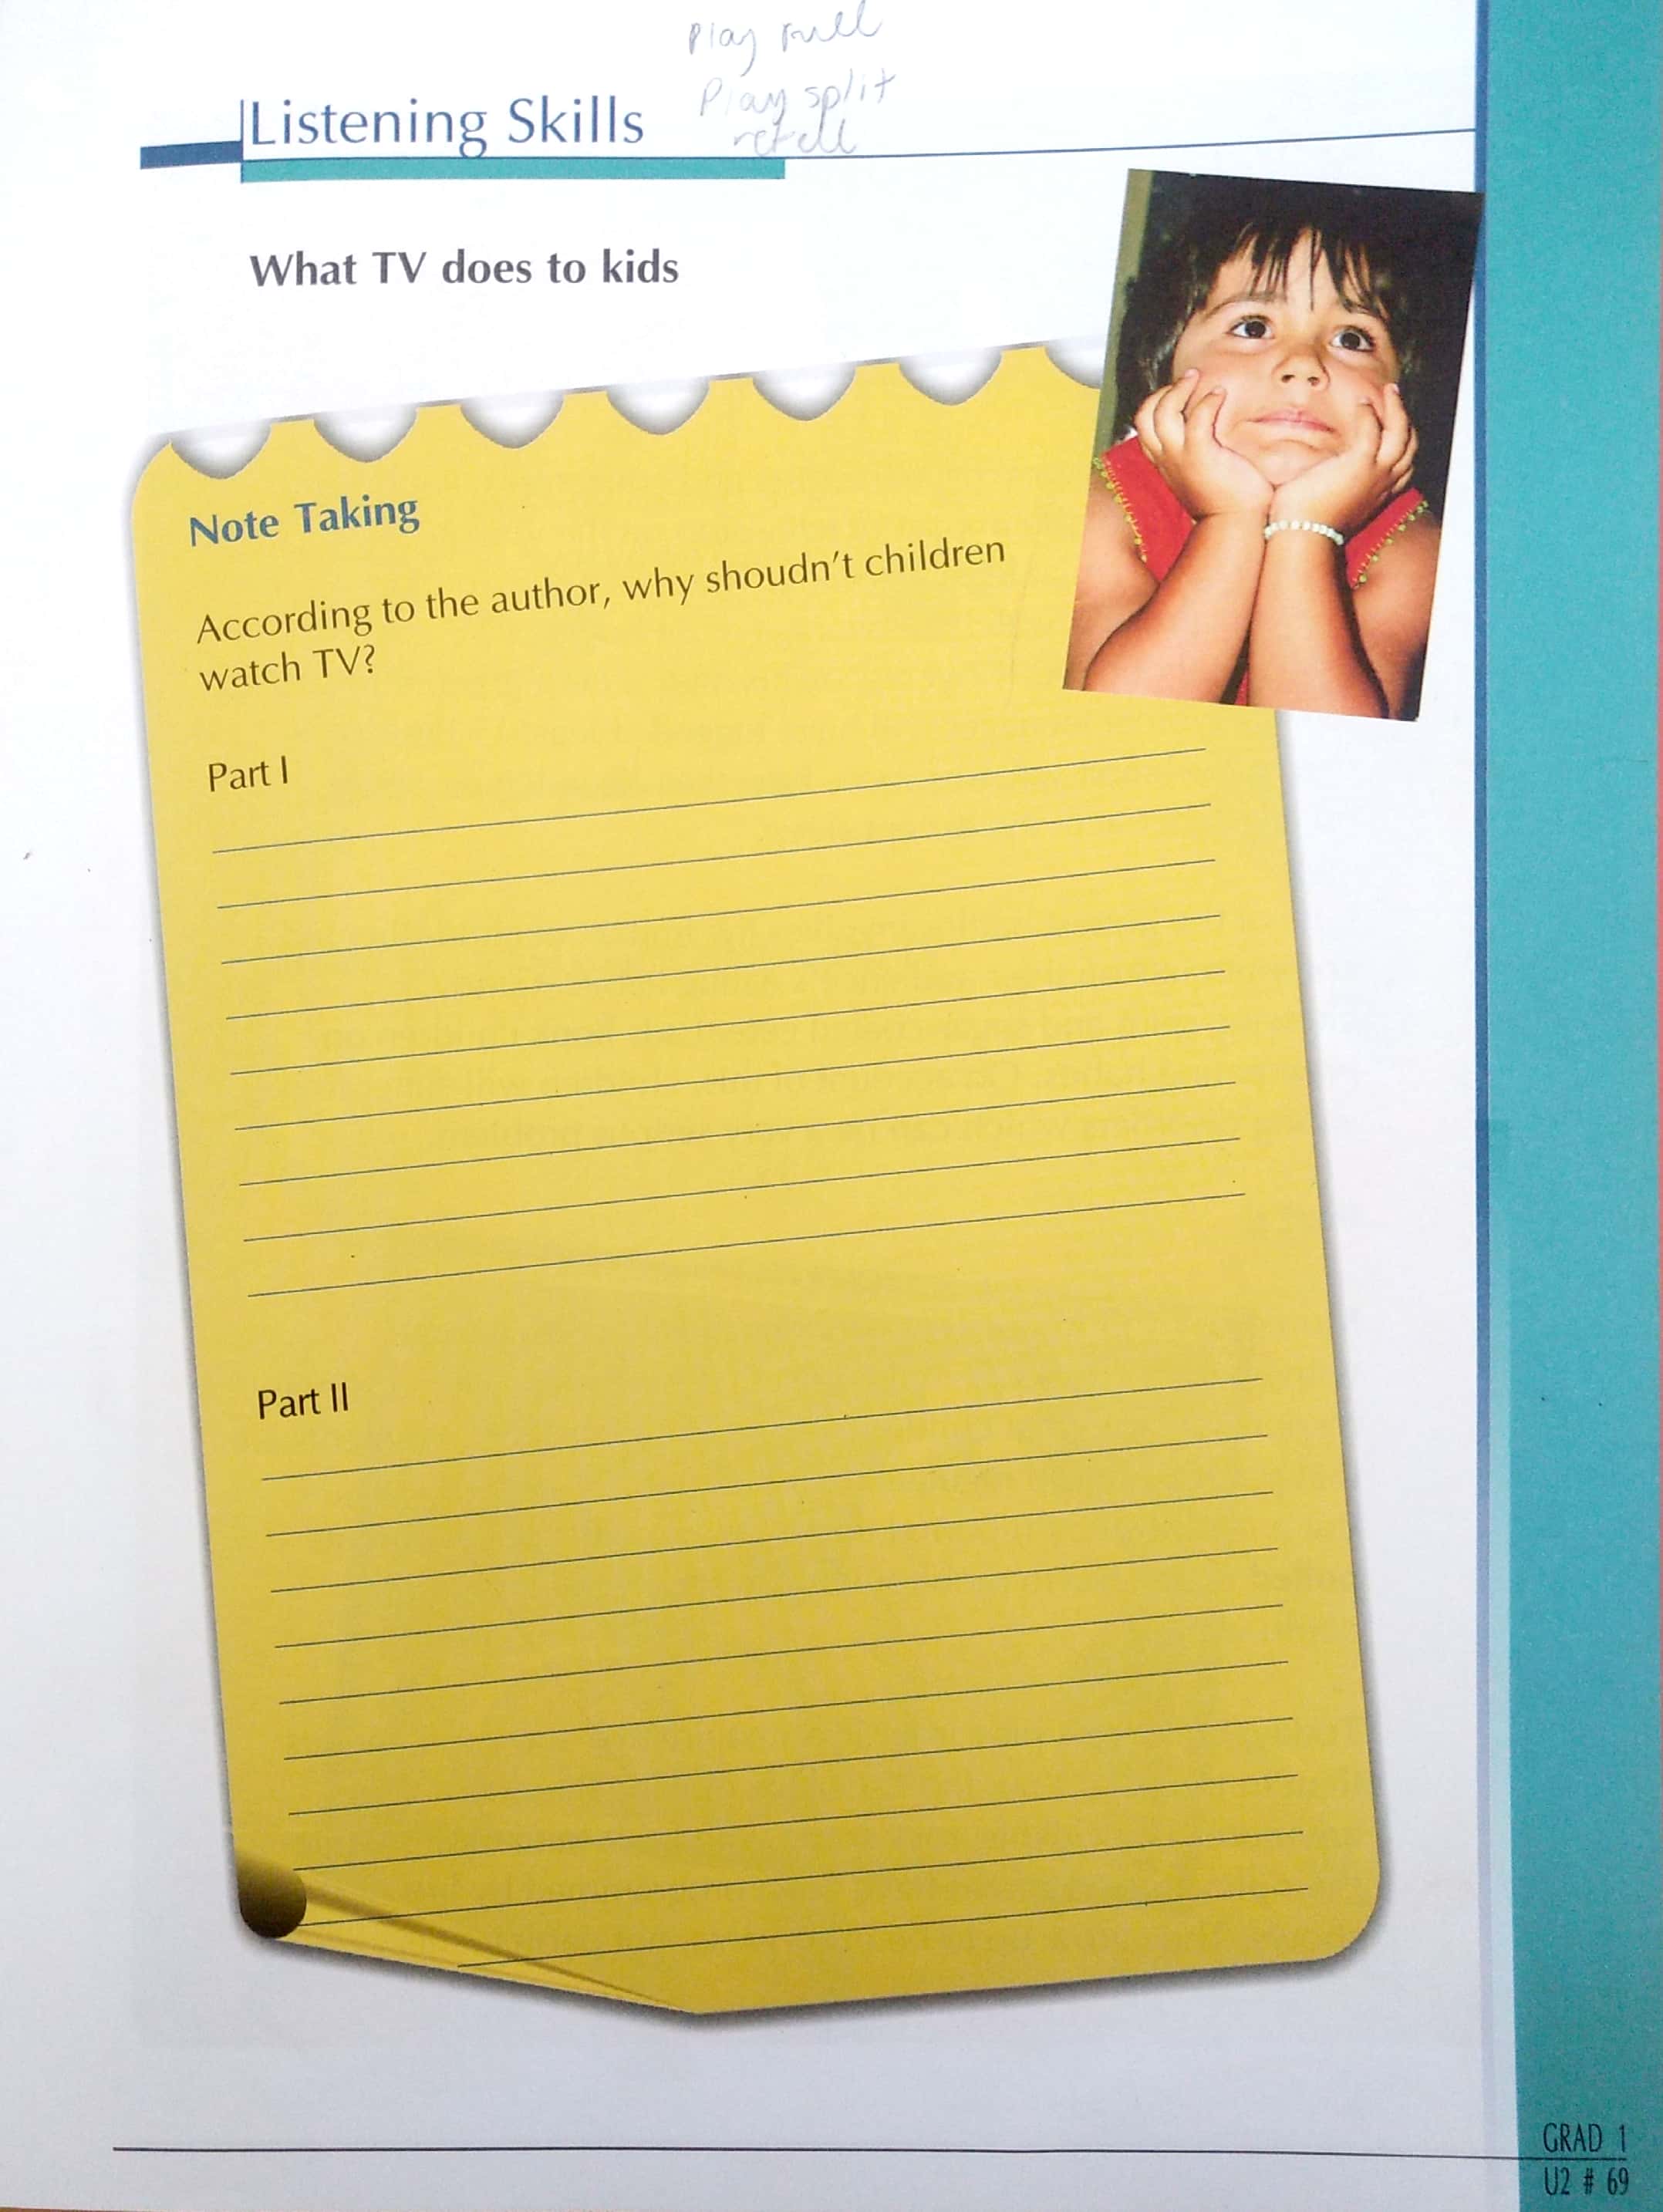 Play full
Play split
retell
Listening Skills
What TV does to kids
Note Taking
According to the author, why shoudn't children
watch TV?
Part I
Part II
GRAD 1
U2 # 69